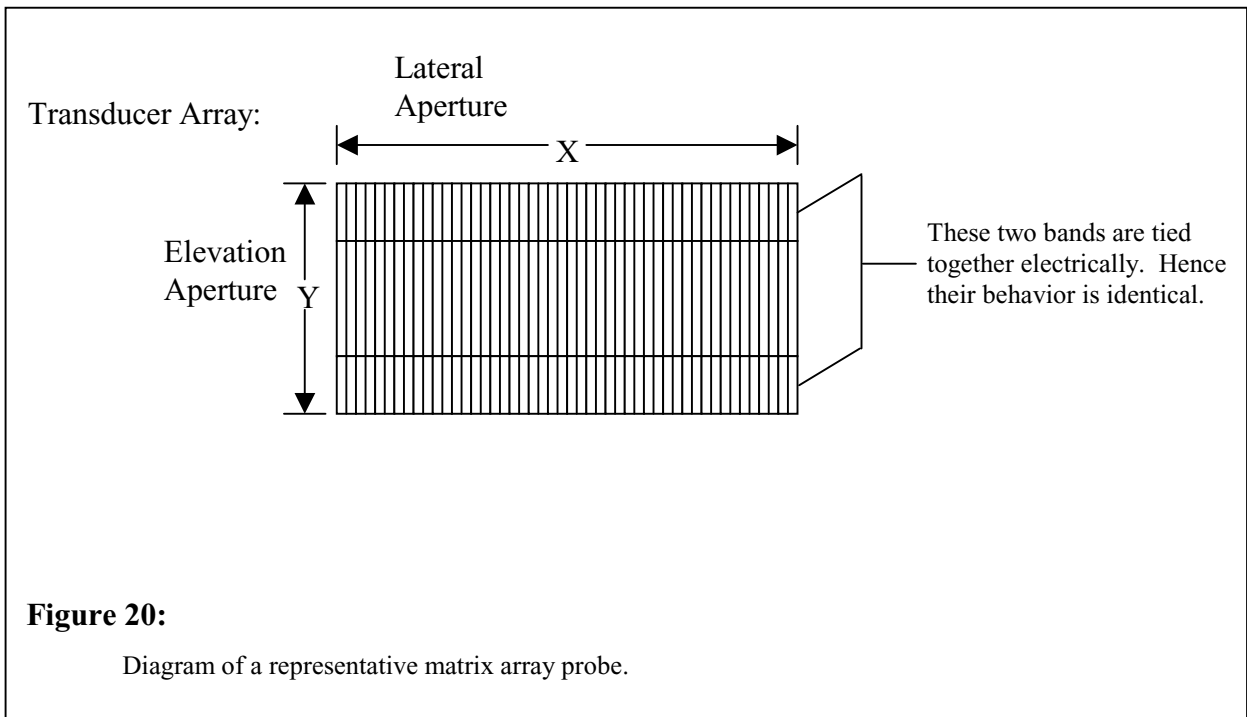 Lateral
Aperture
Transducer Array:
X
Elevation
Aperture
Y
These two bands are tied
together electrically.  Hence
their behavior is identical.
Figure 20:
Diagram of a representative matrix array probe.